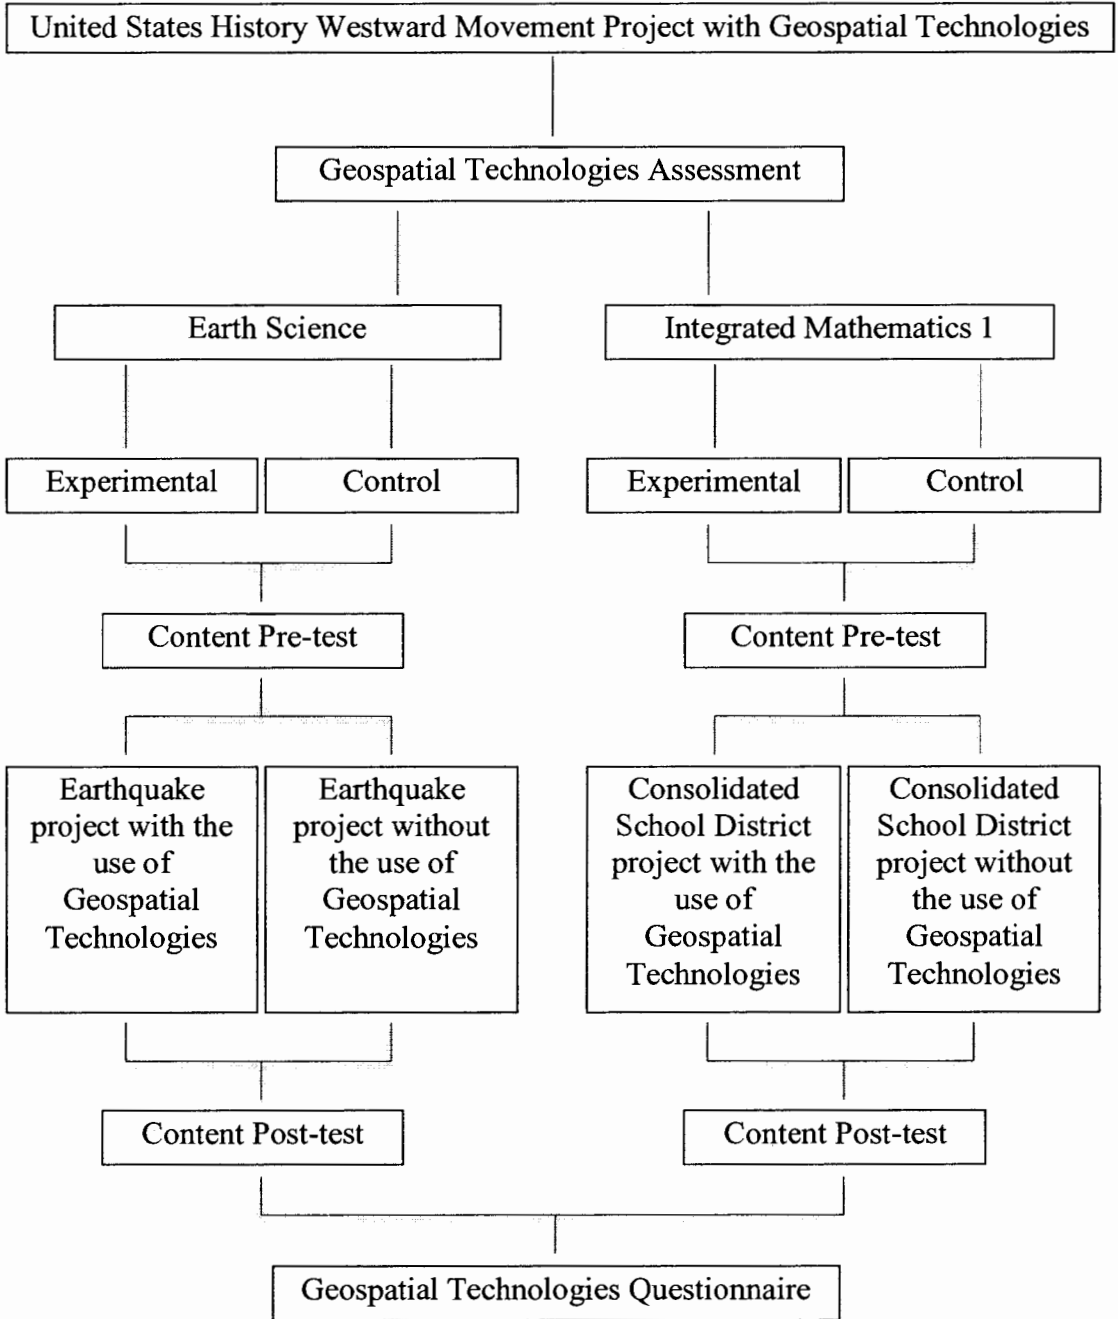 United States History Westward Movement Project with Geospatial Technologies
Geospatial Technologies Assessment
Earth Science
Integrated Mathematics 1
Experimental
Control
Experimental
Control
Content Pre-test
Content Pre-test
Earthquake
project with the
use of
Geospatial
Technologies
Earthquake
project without
the use of
Geospatial
Technologies
Consolidated
School District
project with the
use of
Geospatial
Technologies
Consolidated
School District
project without
the use of
Geospatial
Technologies
Content Post-test
Content Post-test
Geospatial Technologies Questionnaire